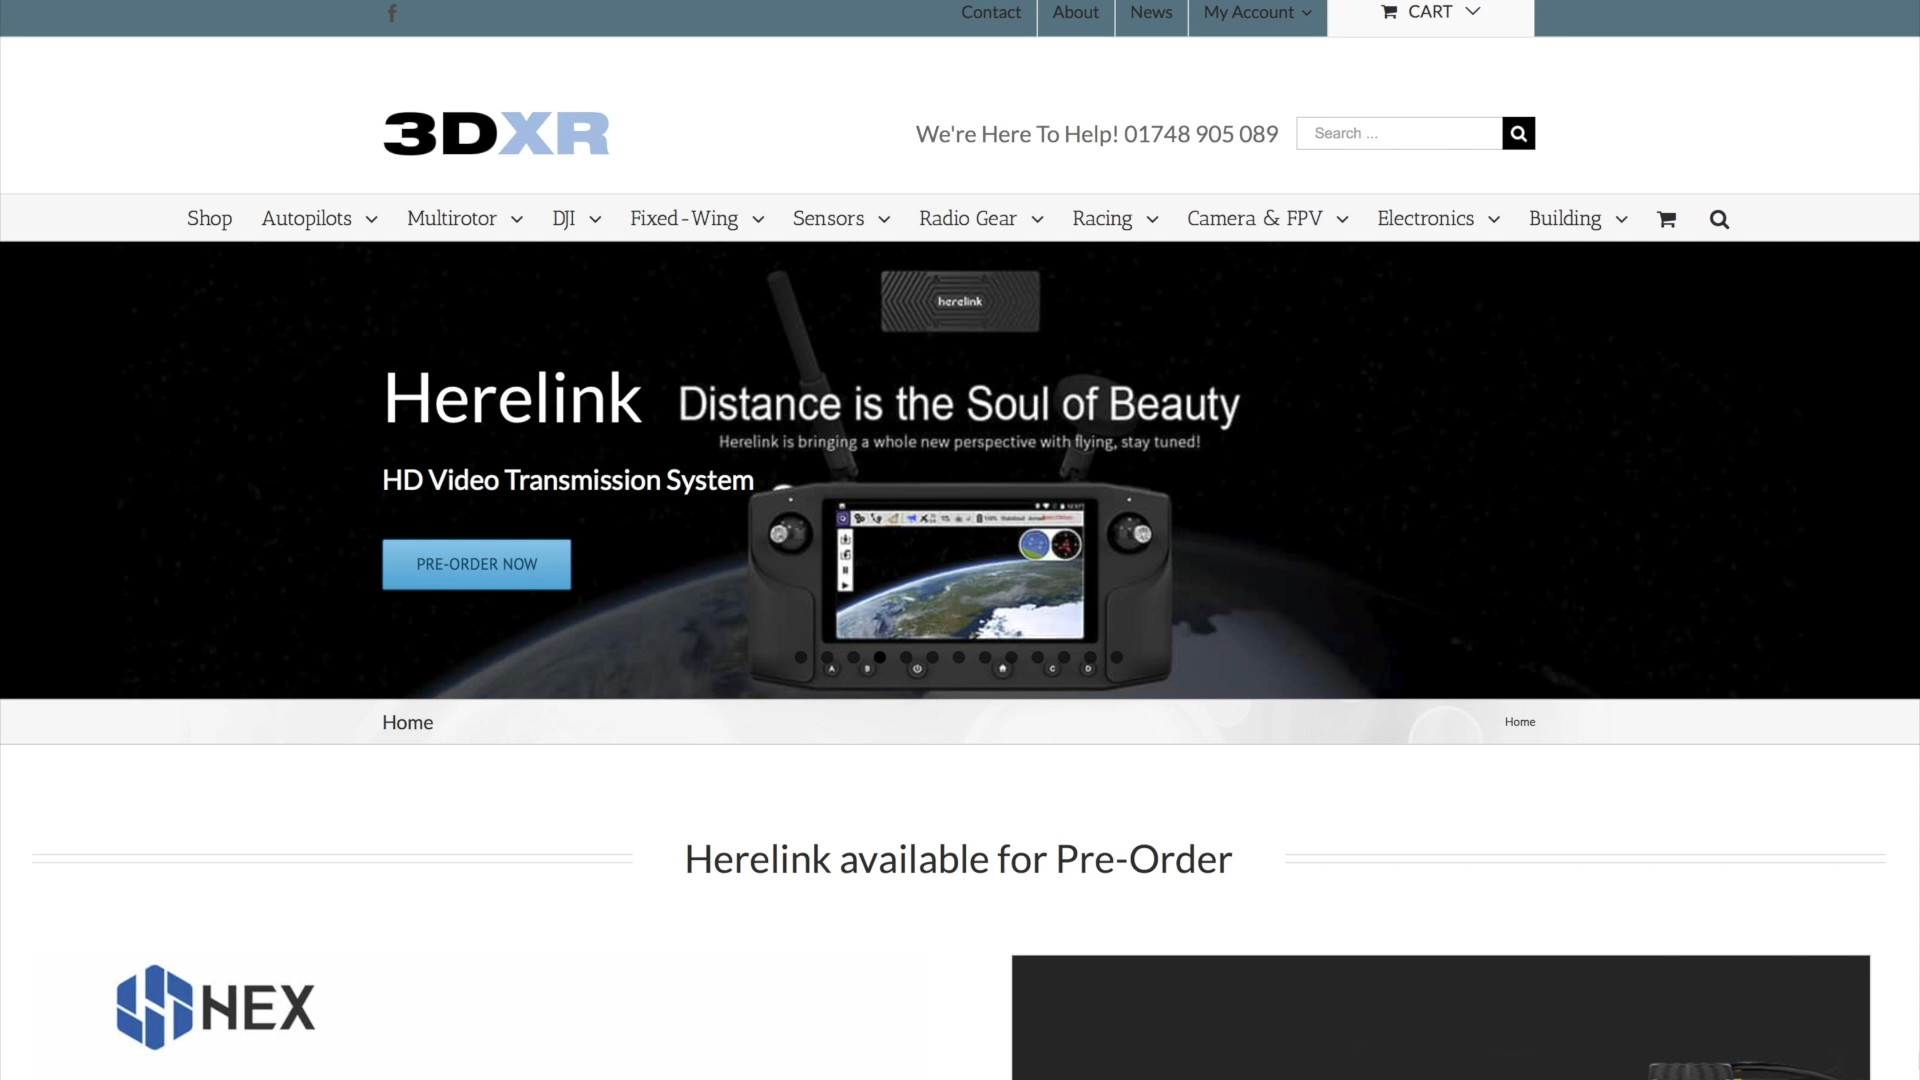 Contact About News My Account CART
3DXR
We're Here To Help! 01748 905 089 Search ...
Shop Autopilots Multirotor DJI Fixed-Wing Sensors Radio Gear Racing Camera & FPV Electronics Building
herelink
Herelink
Distance is the Soul of Beauty
Herelink is bringing a whole new perspective with flying, stay tuned!
HD Video Transmission System
PRE-ORDER NOW
A B C D
Home Home
Herelink available for Pre-Order
HEX